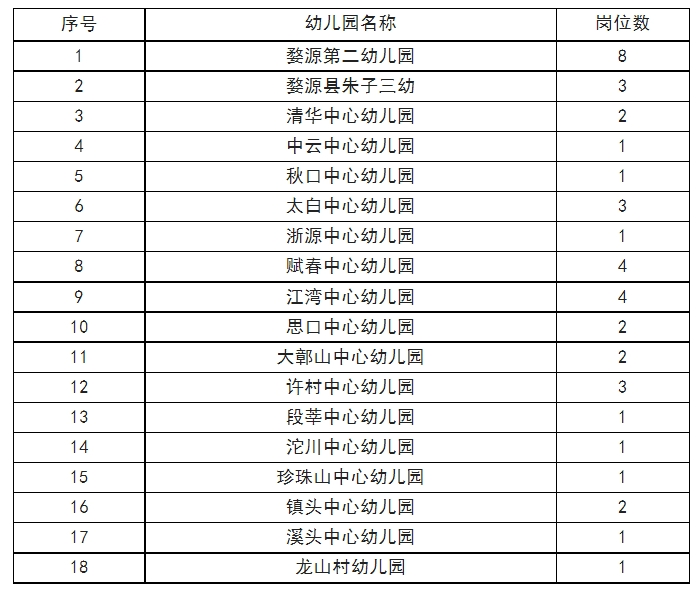 序号 幼儿园名称 岗位数
1 婺源第二幼儿园 8
2 婺源县朱子三幼 3
3 清华中心幼儿园 2
4 中云中心幼儿园 1
5 秋口中心幼儿园 1
6 太白中心幼儿园 3
7 浙源中心幼儿园 1
8 赋春中心幼儿园 4
9 江湾中心幼儿园 4
10 思口中心幼儿园 2
11 大鄣山中心幼儿园 2
12 许村中心幼儿园 3
13 段莘中心幼儿园 1
14 沱川中心幼儿园 1
15 珍珠山中心幼儿园 1
16 镇头中心幼儿园 2
17 溪头中心幼儿园 1
18 龙山村幼儿园 1